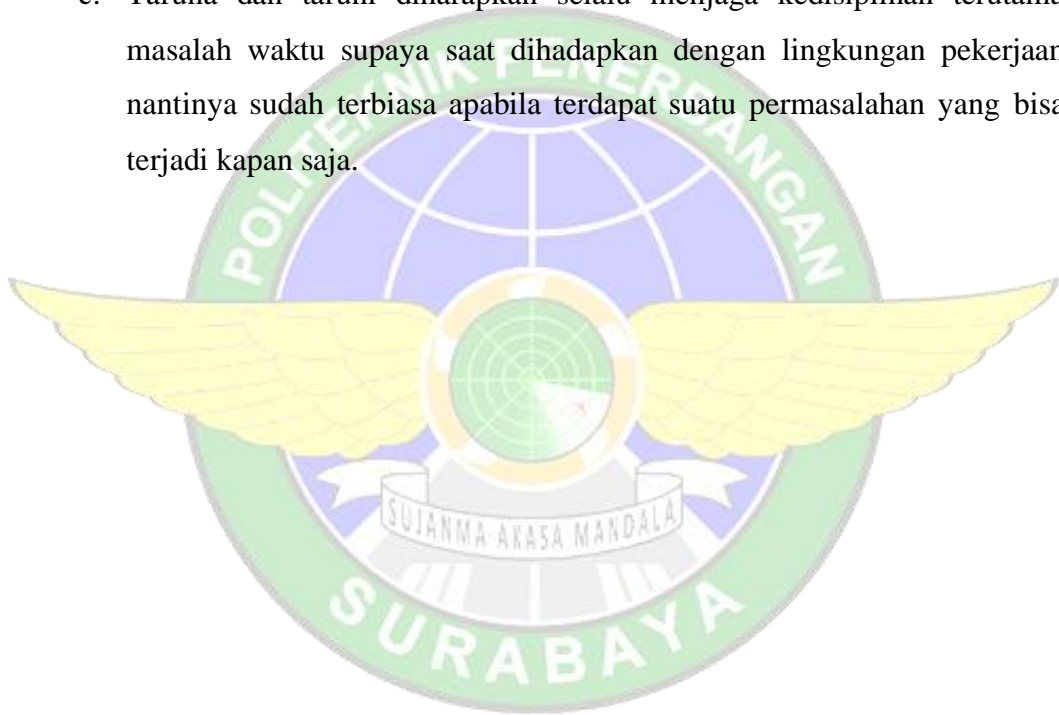 Taruna dan taruni diharapkan selalu menjaga kedisiplinan terutama
masalah waktu supaya saat dihadapkan dengan lingkungan pekerjaan
nantinya sudah terbiasa apabila terdapat suatu permasalahan yang bisa
terjadi kapan saja.
POLITEKNIK PENERBANGAN
SUJANMA AKASA MANDALA
SURABAYA